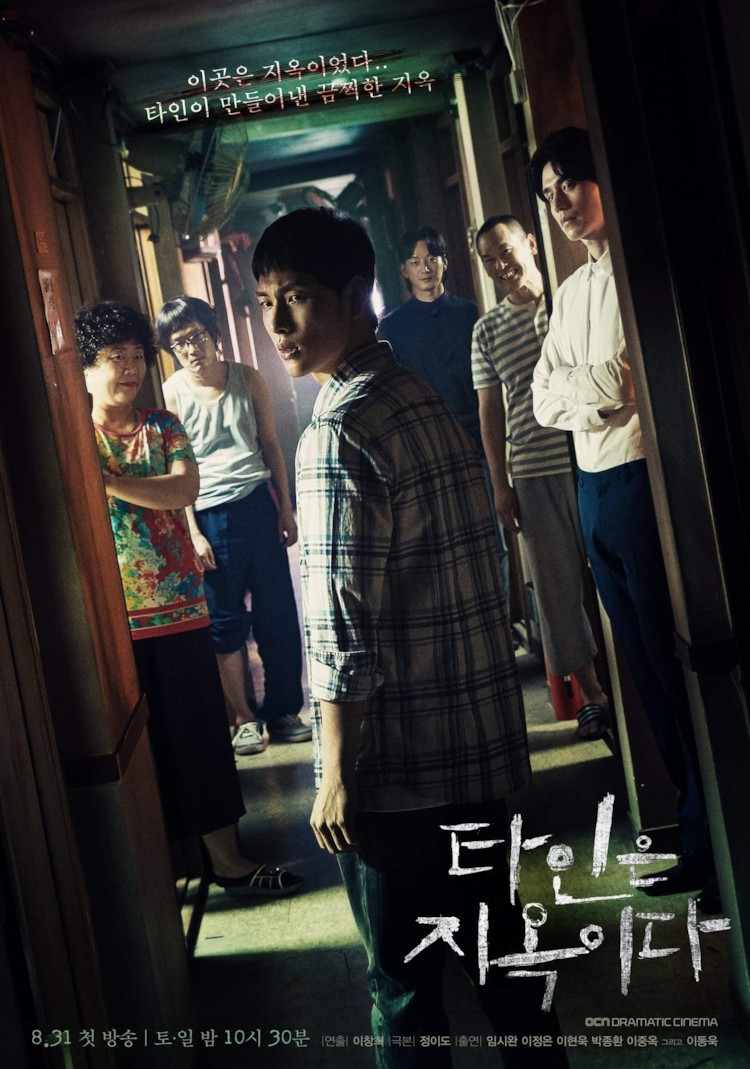 이곳은 지옥이었다..
타인이 만들어낸 끔찍한 지옥
타인은
지옥이다
OCN DRAMATIC CINEMA
8.31 첫 방송 | 토·일 밤 10시 30분 |연출| 이창희 |극본| 정이도 |출연| 임시완 이정은 이현욱 박종환 이중옥 그리고 이동욱